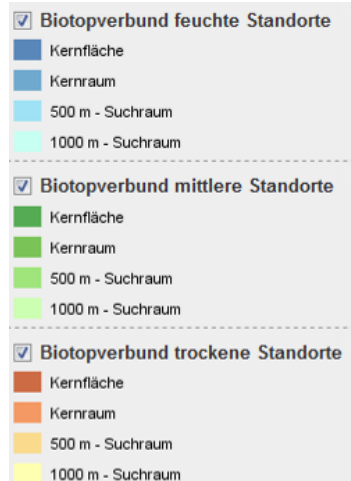 Biotopverbund feuchte Standorte
Kernfläche
Kernraum
500 m - Suchraum
1000 m - Suchraum
Biotopverbund mittlere Standorte
Kernfläche
Kernraum
500 m - Suchraum
1000 m - Suchraum
Biotopverbund trockene Standorte
Kernfläche
Kernraum
500 m - Suchraum
1000 m - Suchraum